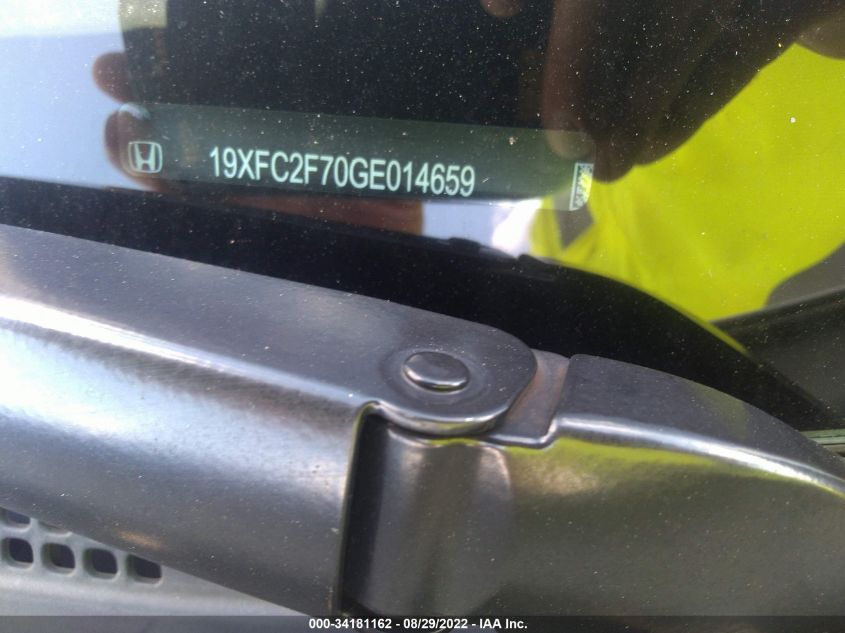 19XFC2F70GE014659
000-34181162 - 08/29/2022 - IAA Inc.